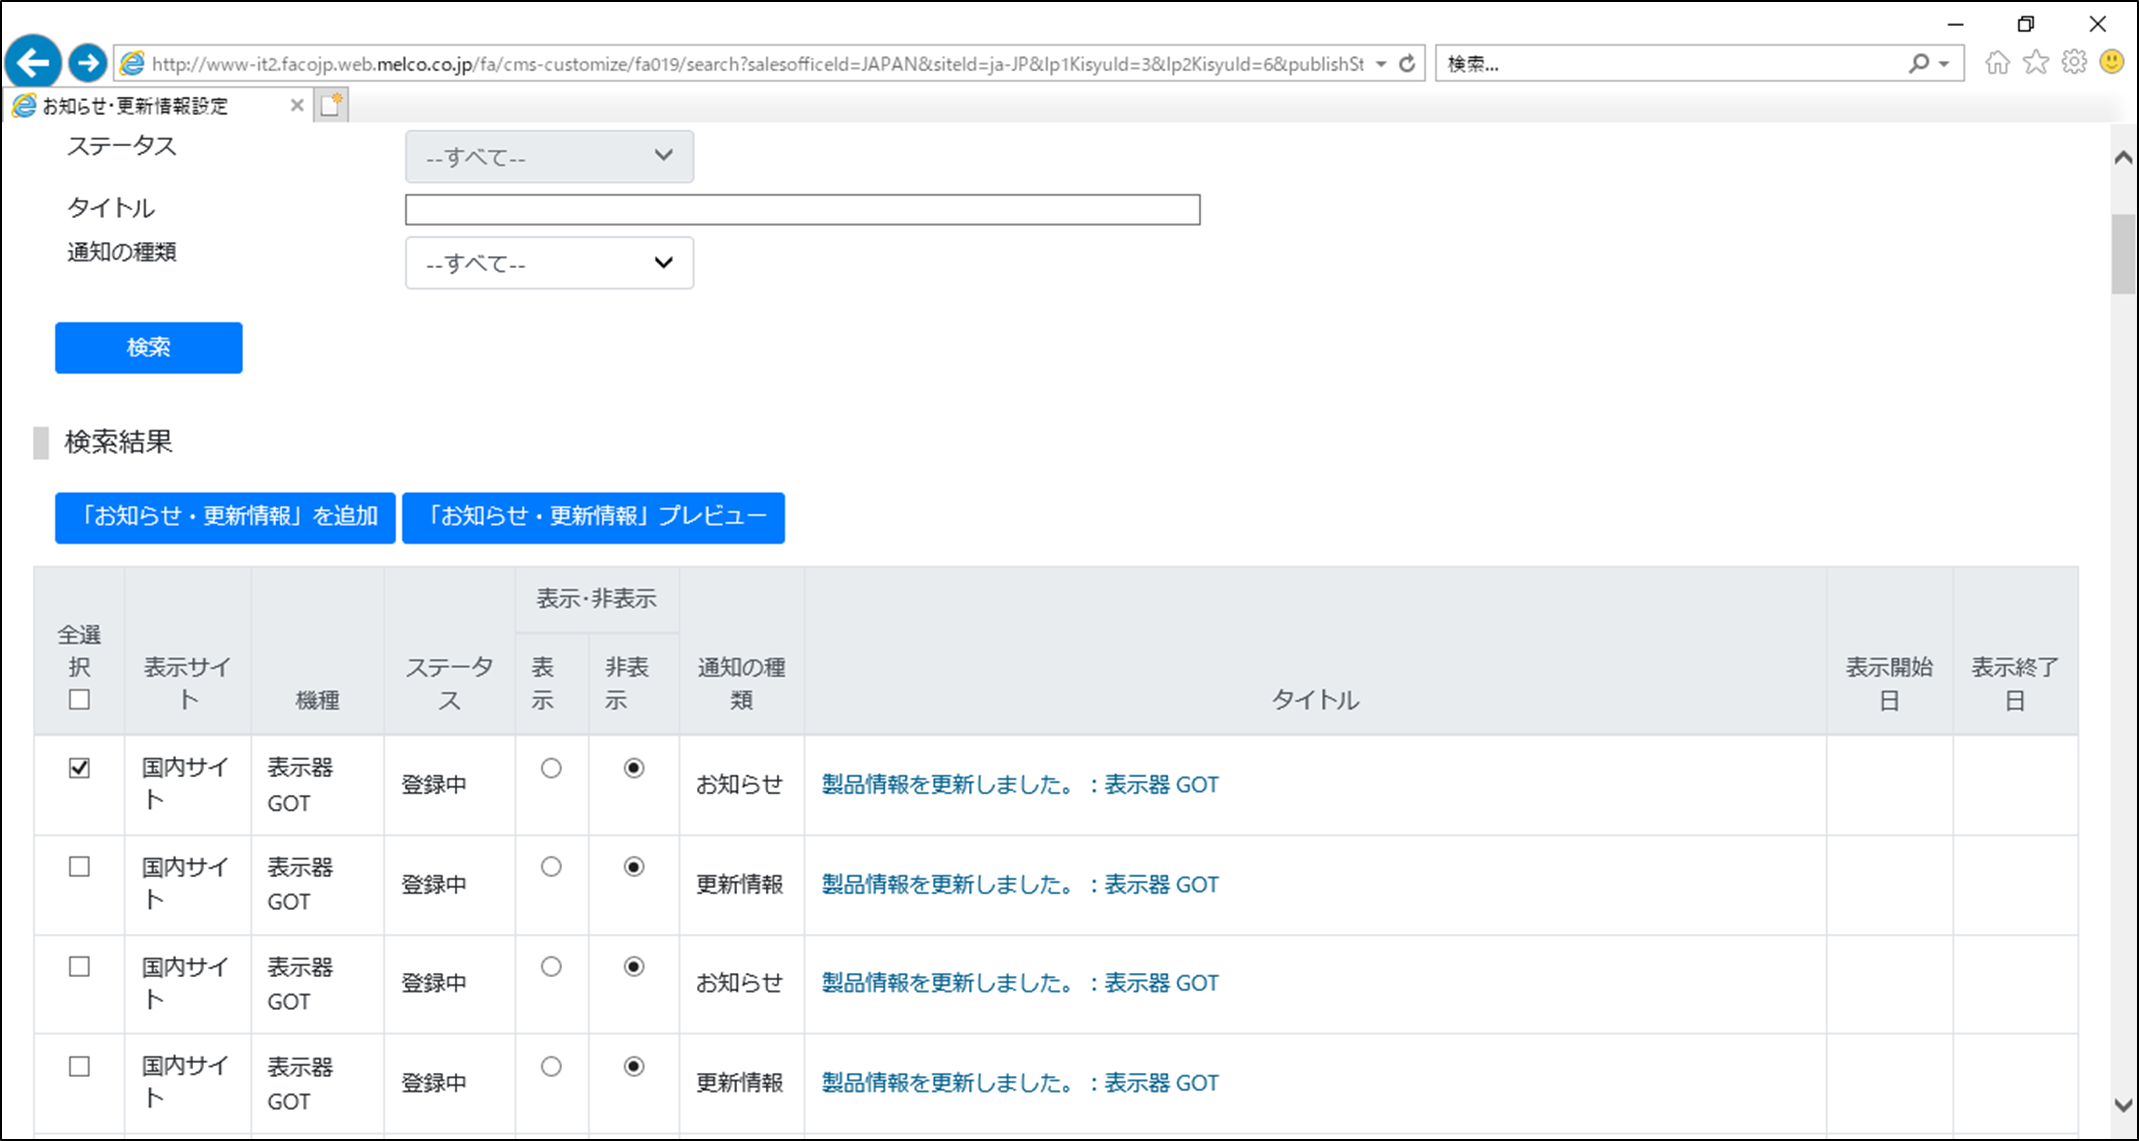 http://www-it2.facojp.web.melco.co.jp/fa/cms-customize/fa019/search?salesofficeId=JAPAN&siteId=ja-JP&lp1KisyuId=3&lp2KisyuId=6&publishSt
検索...
お知らせ・更新情報設定
ステータス
--すべて--
タイトル
通知の種類
--すべて--
検索
検索結果
「お知らせ・更新情報」を追加
「お知らせ・更新情報」プレビュー
全選
択
表示サイ
ト
機種
ステータ
ス
表示・非表示
表
示
非表
示
通知の種
類
タイトル
表示開始
日
表示終了
日
国内サイ
ト
表示器
GOT
登録中
お知らせ
製品情報を更新しました。：表示器 GOT
国内サイ
ト
表示器
GOT
登録中
更新情報
製品情報を更新しました。：表示器 GOT
国内サイ
ト
表示器
GOT
登録中
お知らせ
製品情報を更新しました。：表示器 GOT
国内サイ
ト
表示器
GOT
登録中
更新情報
製品情報を更新しました。：表示器 GOT